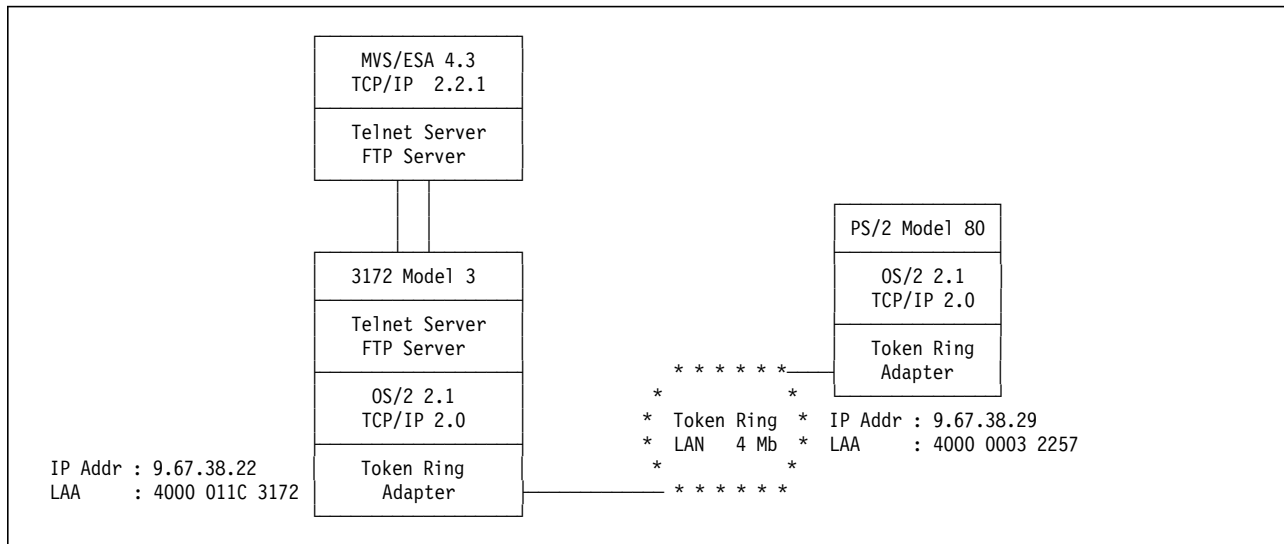 MVS/ESA 4.3
TCP/IP 2.2.1
Telnet Server
FTP Server
3172 Model 3
Telnet Server
FTP Server
OS/2 2.1
TCP/IP 2.0
Token Ring
Adapter
IP Addr : 9.67.38.22
LAA : 4000 011C 3172
Token Ring
LAN 4 Mb
PS/2 Model 80
OS/2 2.1
TCP/IP 2.0
Token Ring
Adapter
IP Addr : 9.67.38.29
LAA : 4000 0003 2257